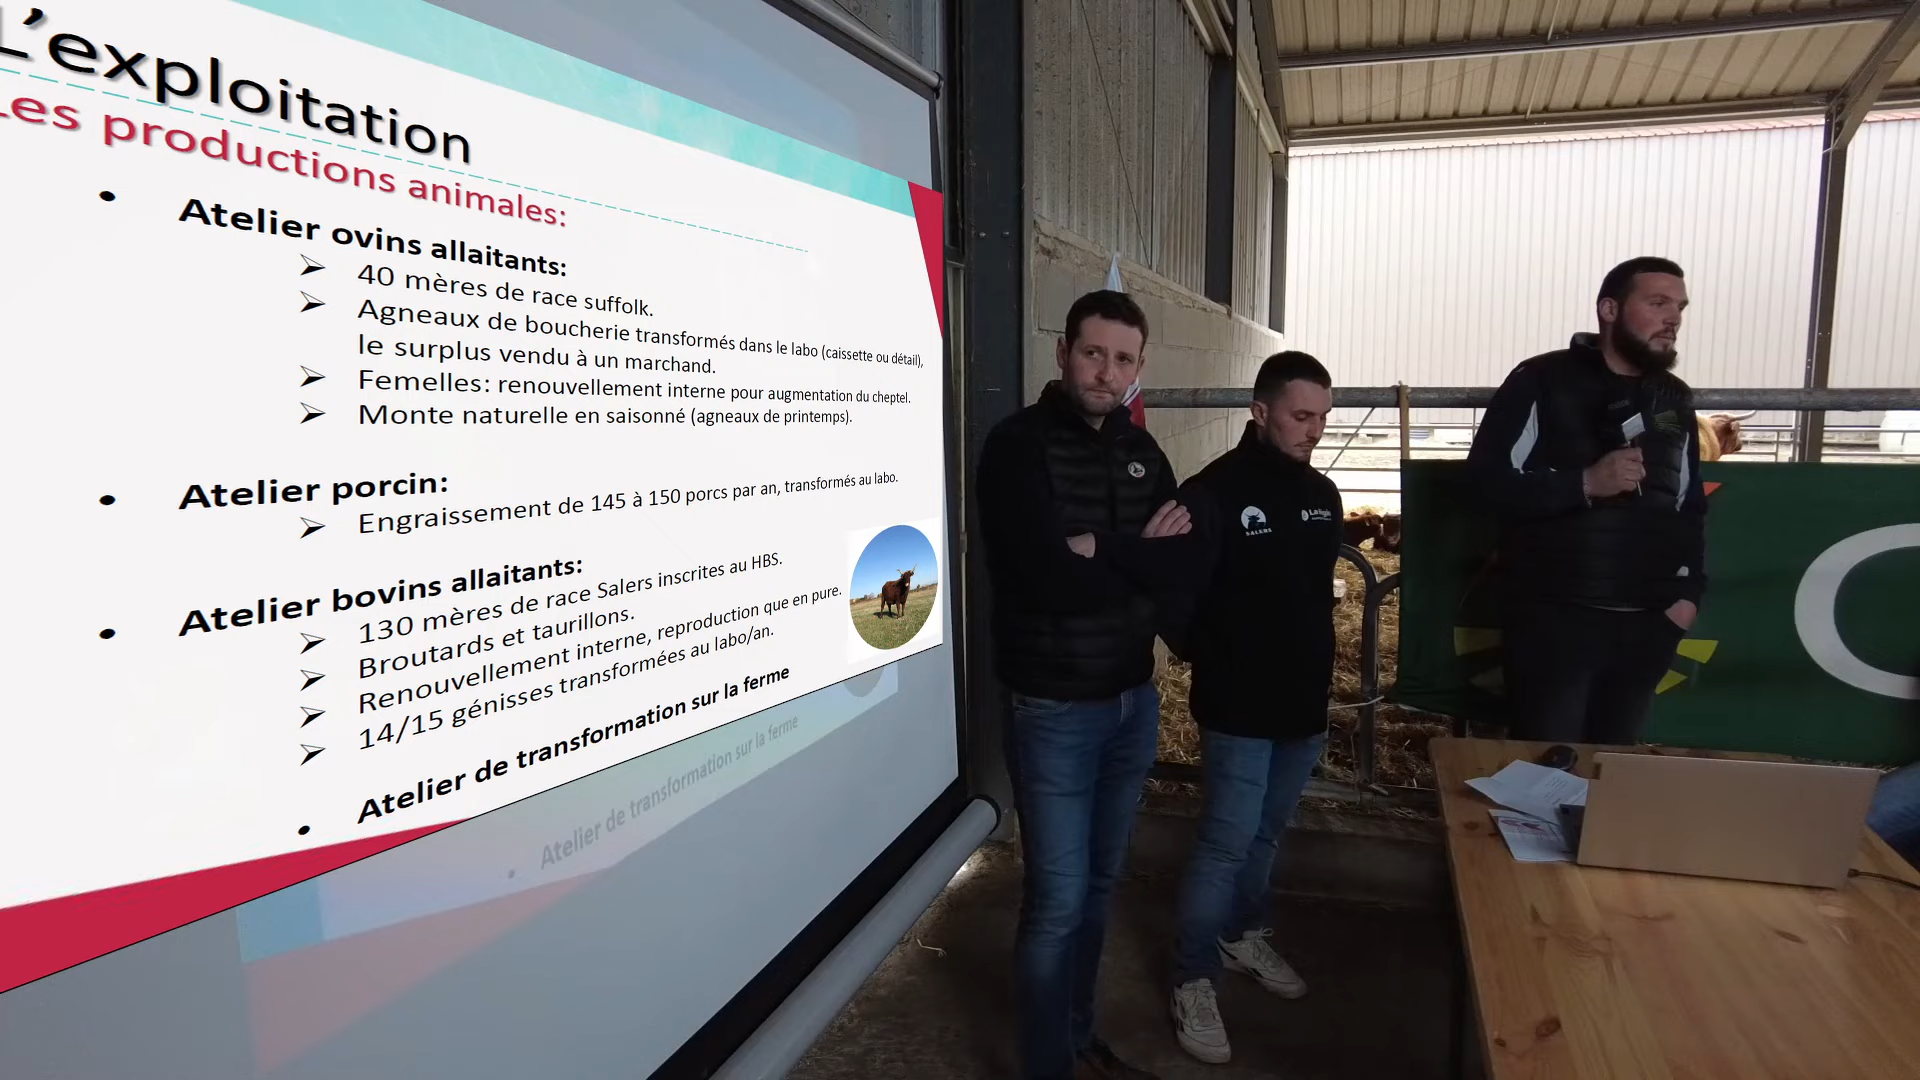 L'exploitation
Les productions animales:
• Atelier ovins allaitants:
➢ 40 mères de race suffolk.
➢ Agneaux de boucherie transformés dans le labo (caissette ou détail),
le surplus vendu à un marchand.
➢ Femelles: renouvellement interne pour augmentation du cheptel.
➢ Monte naturelle en saisonné (agneaux de printemps).
• Atelier porcin:
➢ Engraissement de 145 à 150 porcs par an, transformés au labo.
• Atelier bovins allaitants:
➢ 130 mères de race Salers inscrites au HBS.
➢ Broutards et taurillons.
➢ Renouvellement interne, reproduction que en pure.
➢ 14/15 génisses transformées au labo/an.
• Atelier de transformation sur la ferme
• Atelier de transformation sur la ferme
SALERS